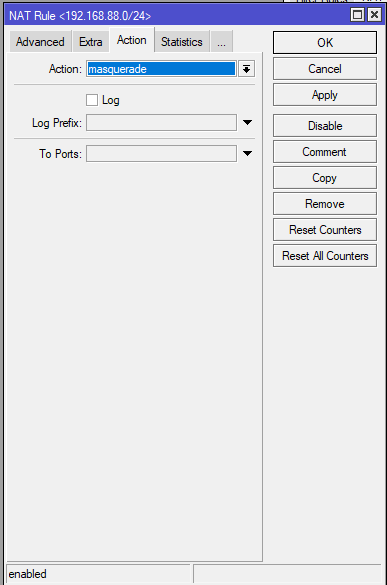 NAT Rule <192.168.88.0/24>
Advanced Extra Action Statistics ...
Action: masquerade
Log
Log Prefix:
To Ports:
OK
Cancel
Apply
Disable
Comment
Copy
Remove
Reset Counters
Reset All Counters
enabled